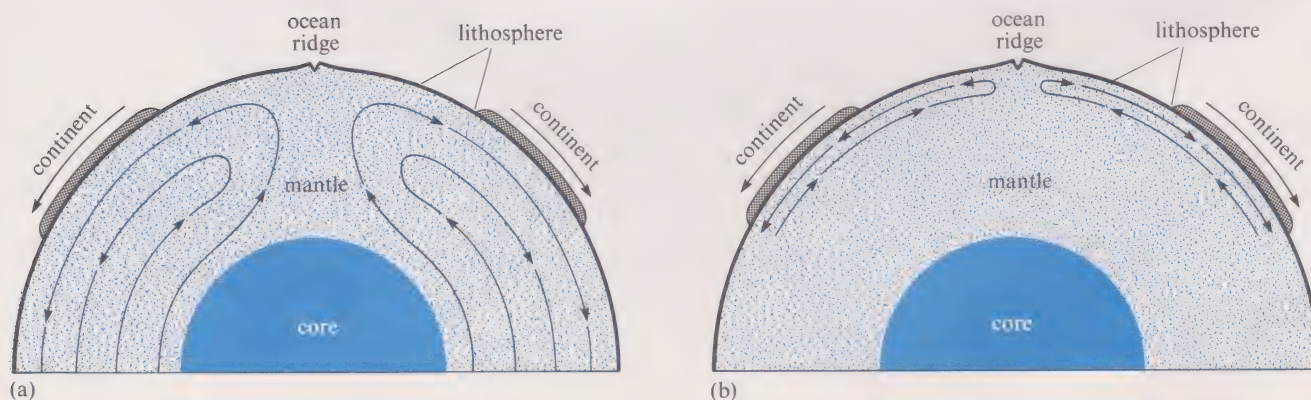 ocean
ridge
lithosphere
continent
continent
mantle
core
(a)
ocean
ridge
lithosphere
continent
continent
mantle
core
(b)